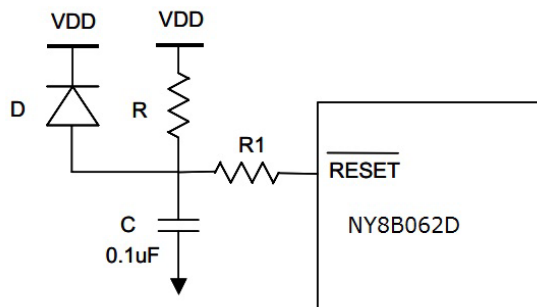 VDD
VDD
D
R
R1
RESET
C
0.1uF
NY8B062D